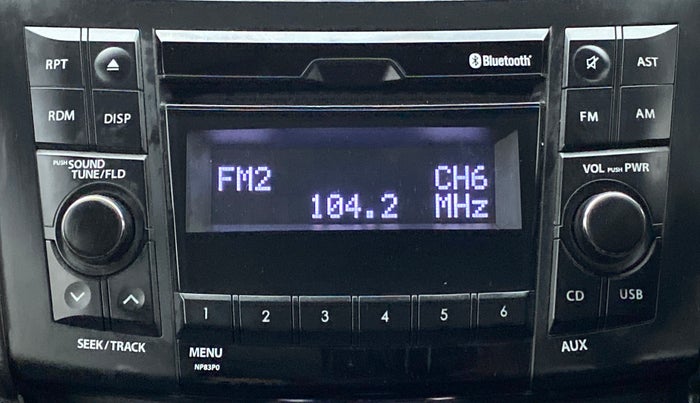 Bluetooth
RPT
AST
RDM
DISP
FM
AM
PUSH SOUND
TUNE/FLD
VOL PUSH PWR
FM2 CH6
104.2 MHz
CD
USB
1 2 3 4 5 6
SEEK/TRACK
MENU
NP83P0
AUX